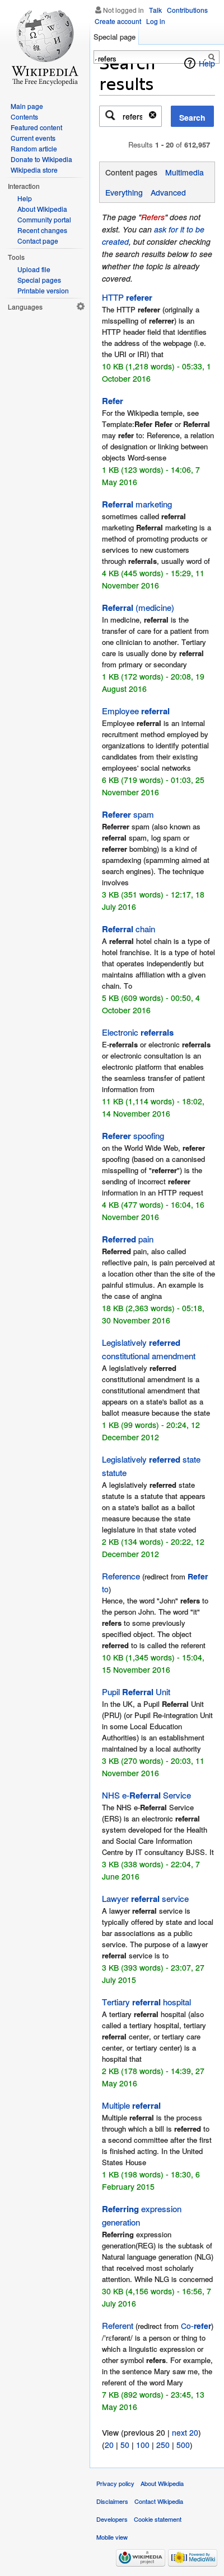 Not logged in Talk Contributions
Create account Log in
Special page
refers
WIKIPEDIA
The Free Encyclopedia
Main page
Contents
Featured content
Current events
Random article
Donate to Wikipedia
Wikipedia store
Interaction
Help
About Wikipedia
Community portal
Recent changes
Contact page
Tools
Upload file
Special pages
Printable version
Languages
Search
results
Help
refers
Search
Results 1 - 20 of 612,957
Content pages Multimedia
Everything Advanced
The page "Refers" does not
exist. You can ask for it to be
created, but consider checking
the search results below to see
whether the topic is already
covered.
HTTP referer
The HTTP referer (originally a
misspelling of referrer) is an
HTTP header field that identifies
the address of the webpage (i.e.
the URI or IRI) that
10 KB (1,218 words) - 05:33, 1
October 2016
Refer
For the Wikipedia temple, see
Template:Refer Refer or Referral
may refer to: Reference, a relation
of designation or linking between
objects Word-sense
1 KB (123 words) - 14:06, 7
May 2016
Referral marketing
sometimes called referral
marketing Referral marketing is a
method of promoting products or
services to new customers
through referrals, usually word of
4 KB (445 words) - 15:29, 11
November 2016
Referral (medicine)
In medicine, referral is the
transfer of care for a patient from
one clinician to another. Tertiary
care is usually done by referral
from primary or secondary
1 KB (172 words) - 20:08, 19
August 2016
Employee referral
Employee referral is an internal
recruitment method employed by
organizations to identify potential
candidates from their existing
employees' social networks
6 KB (719 words) - 01:03, 25
November 2016
Referer spam
Referrer spam (also known as
referral spam, log spam or
referrer bombing) is a kind of
spamdexing (spamming aimed at
search engines). The technique
involves
3 KB (351 words) - 12:17, 18
July 2016
Referral chain
A referral hotel chain is a type of
hotel franchise. It is a type of hotel
that operates independently but
maintains affiliation with a given
chain. To
5 KB (609 words) - 00:50, 4
October 2016
Electronic referrals
E-referrals or electronic referrals
or electronic consultation is an
electronic platform that enables
the seamless transfer of patient
information from
11 KB (1,114 words) - 18:02,
14 November 2016
Referer spoofing
on the World Wide Web, referer
spoofing (based on a canonised
misspelling of "referrer") is the
sending of incorrect referer
information in an HTTP request
4 KB (477 words) - 16:04, 16
November 2016
Referred pain
Referred pain, also called
reflective pain, is pain perceived at
a location other than the site of the
painful stimulus. An example is
the case of angina
18 KB (2,363 words) - 05:18,
30 November 2016
Legislatively referred
constitutional amendment
A legislatively referred
constitutional amendment is a
constitutional amendment that
appears on a state's ballot as a
ballot measure because the state
1 KB (99 words) - 20:24, 12
December 2012
Legislatively referred state
statute
A legislatively referred state
statute is a statute that appears
on a state's ballot as a ballot
measure because the state
legislature in that state voted
2 KB (134 words) - 20:22, 12
December 2012
Reference (redirect from Refer
to)
Hence, the word "John" refers to
the person John. The word "it"
refers to some previously
specified object. The object
referred to is called the referent
10 KB (1,345 words) - 15:04,
15 November 2016
Pupil Referral Unit
In the UK, a Pupil Referral Unit
(PRU) (or Pupil Re-integration Unit
in some Local Education
Authorities) is an establishment
maintained by a local authority
3 KB (270 words) - 20:03, 11
November 2016
NHS e-Referral Service
The NHS e-Referral Service
(ERS) is an electronic referral
system developed for the Health
and Social Care Information
Centre by IT consultancy BJSS. It
3 KB (338 words) - 22:04, 7
June 2016
Lawyer referral service
A lawyer referral service is
typically offered by state and local
bar associations as a public
service. The purpose of a lawyer
referral service is to
3 KB (393 words) - 23:07, 27
July 2015
Tertiary referral hospital
A tertiary referral hospital (also
called a tertiary hospital, tertiary
referral center, or tertiary care
center, or tertiary center) is a
hospital that
2 KB (178 words) - 14:39, 27
May 2016
Multiple referral
Multiple referral is the process
through which a bill is referred to
a second committee after the first
is finished acting. In the United
States House
1 KB (198 words) - 18:30, 6
February 2015
Referring expression
generation
Referring expression
generation(REG) is the subtask of
Natural language generation (NLG)
that received the most scholarly
attention. While NLG is concerned
30 KB (4,156 words) - 16:56, 7
July 2016
Referent (redirect from Co-refer)
/ˈrɛfərənt/ is a person or thing to
which a linguistic expression or
other symbol refers. For example,
in the sentence Mary saw me, the
referent of the word Mary
7 KB (892 words) - 23:45, 13
May 2016
View (previous 20 | next 20)
(20 | 50 | 100 | 250 | 500)
Privacy policy About Wikipedia
Disclaimers Contact Wikipedia
Developers Cookie statement
Mobile view
WIKIMEDIA
project
Powered By
MediaWiki